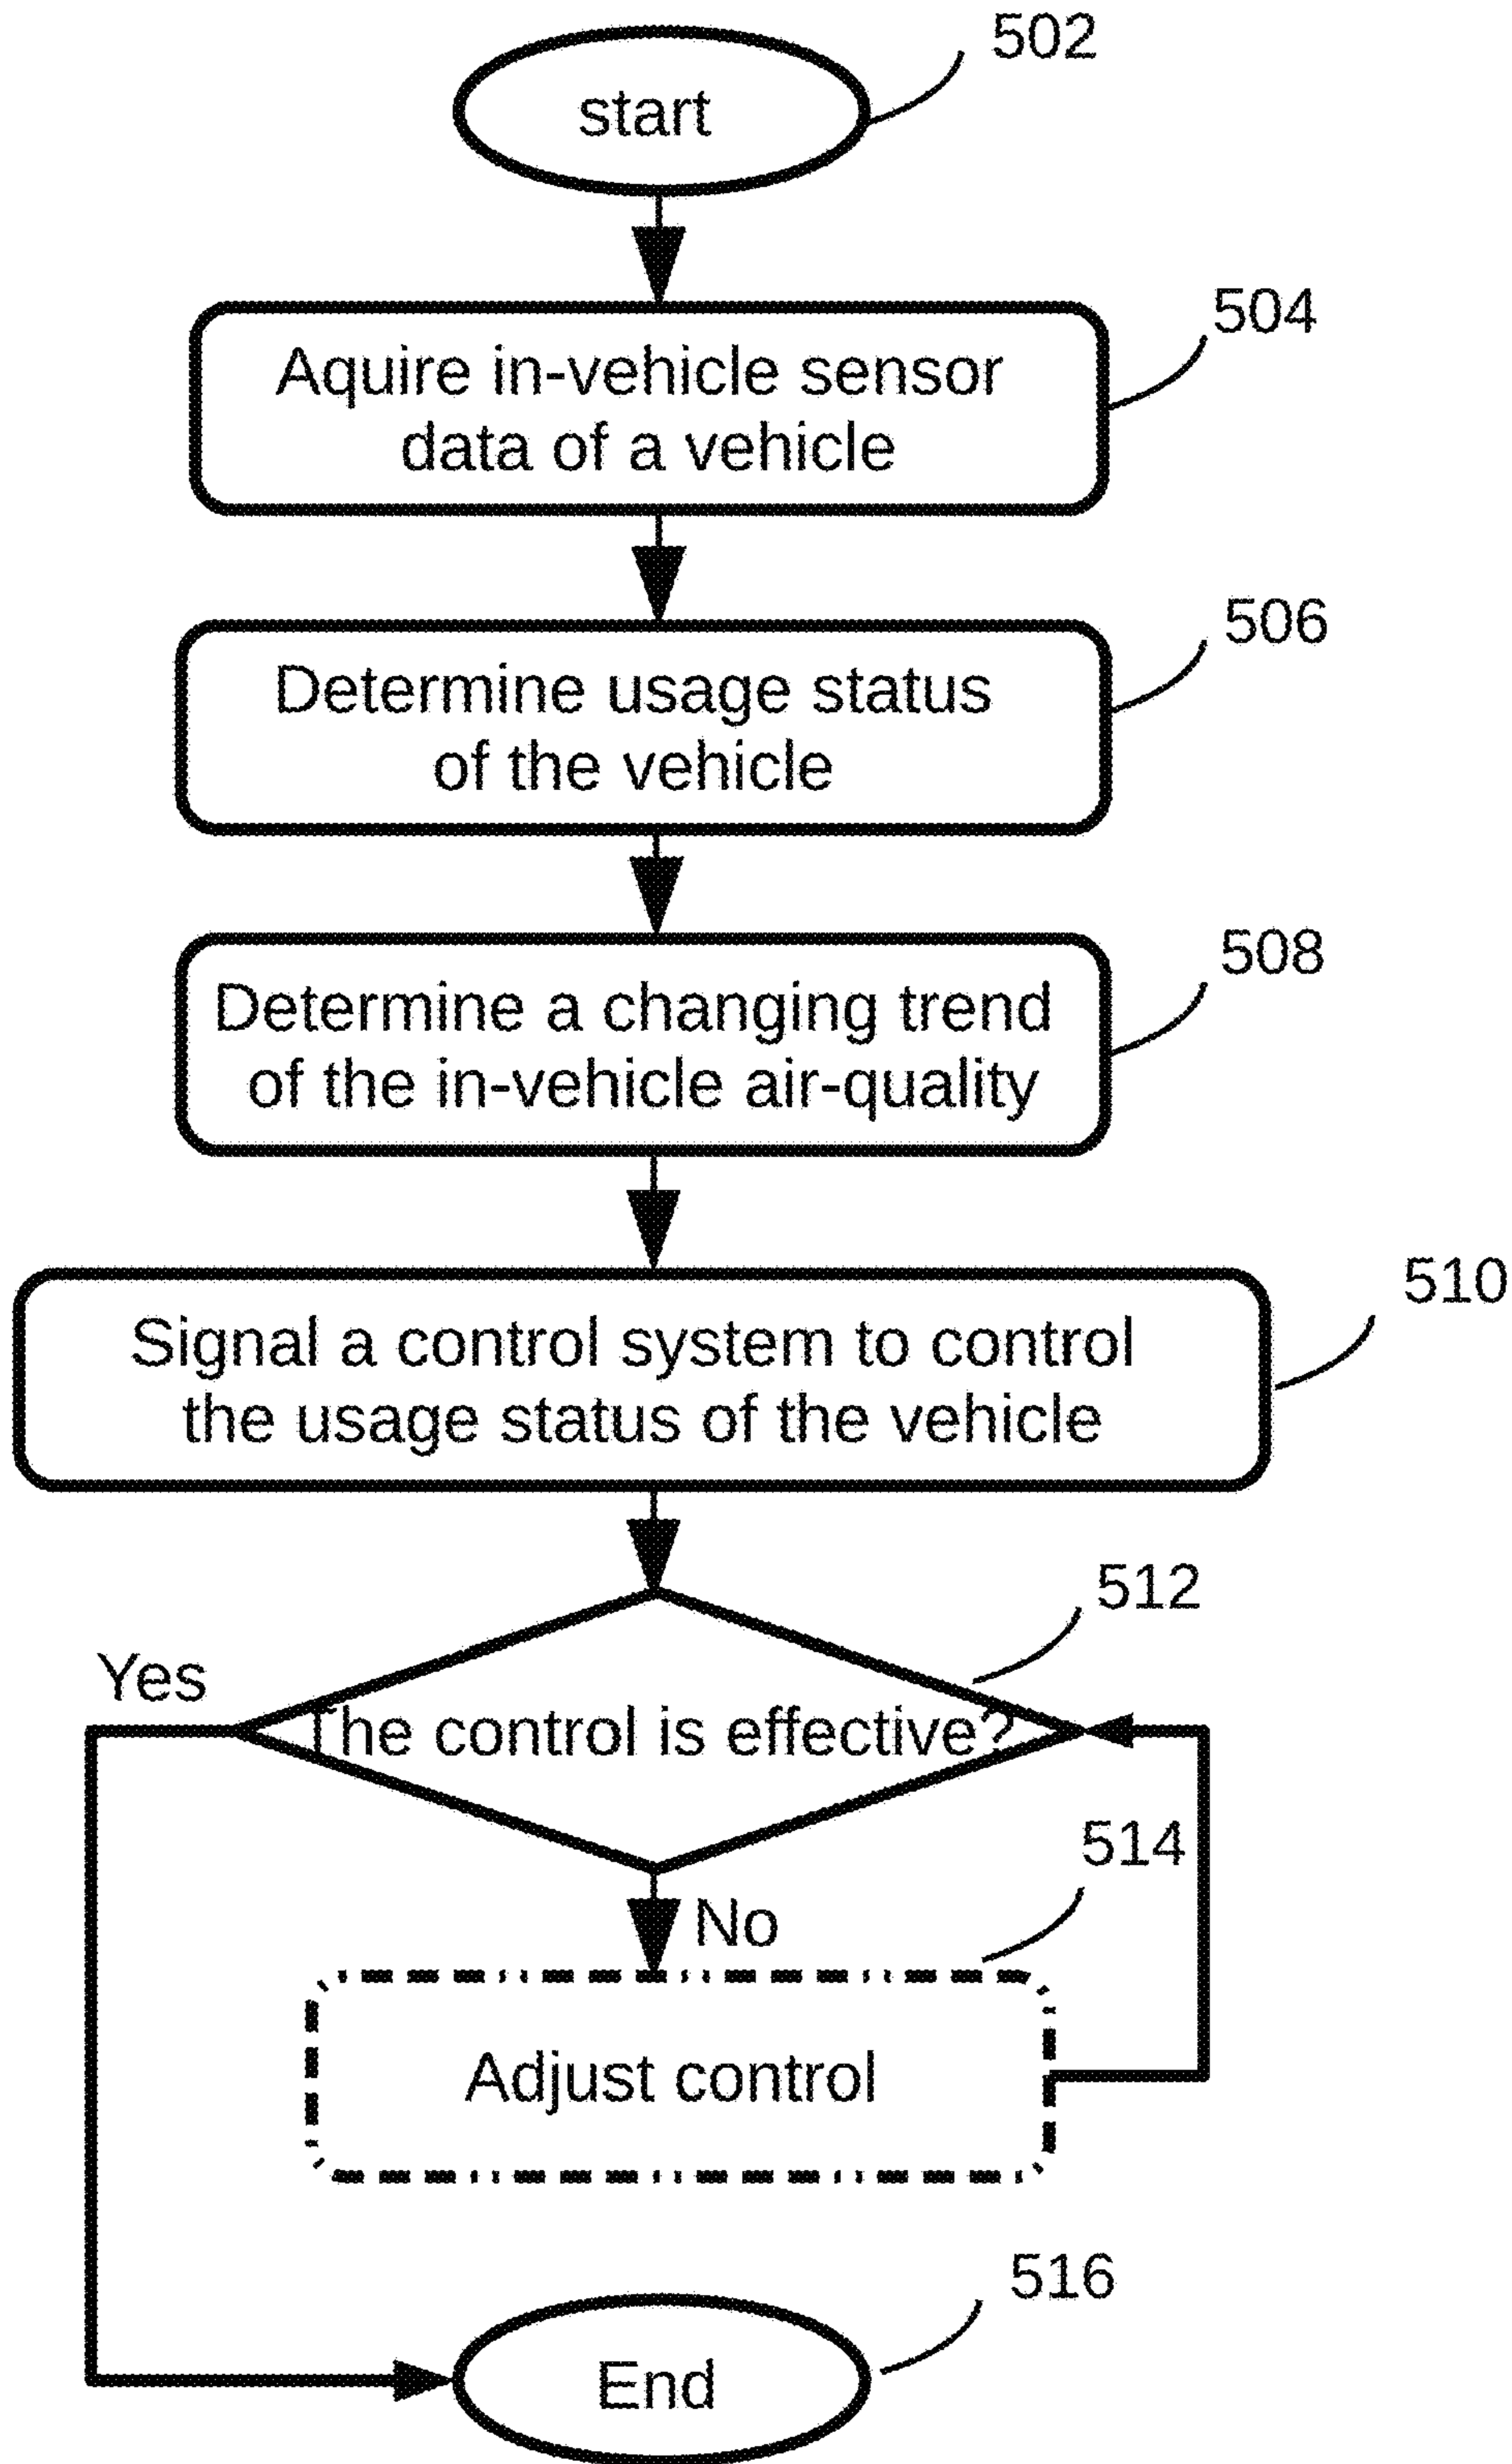 502
start
504
Aquire in-vehicle sensor
data of a vehicle
506
Determine usage status
of the vehicle
508
Determine a changing trend
of the in-vehicle air-quality
510
Signal a control system to control
the usage status of the vehicle
512
Yes
The control is effective?
514
No
Adjust control
516
End